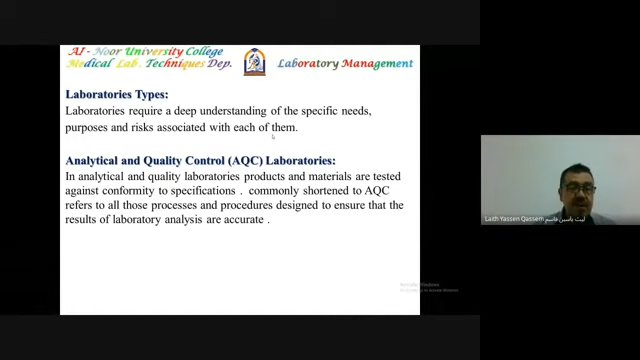 Al - Noor University College
Medical Lab. Techniques Dep.
Laboratory Management
Laboratories Types:
Laboratories require a deep understanding of the specific needs,
purposes and risks associated with each of them.
Analytical and Quality Control (AQC) Laboratories:
In analytical and quality laboratories products and materials are tested
against conformity to specifications . commonly shortened to AQC
refers to all those processes and procedures designed to ensure that the
results of laboratory analysis are accurate .
Laith Yassen Qassem ليث ياسين قاسم